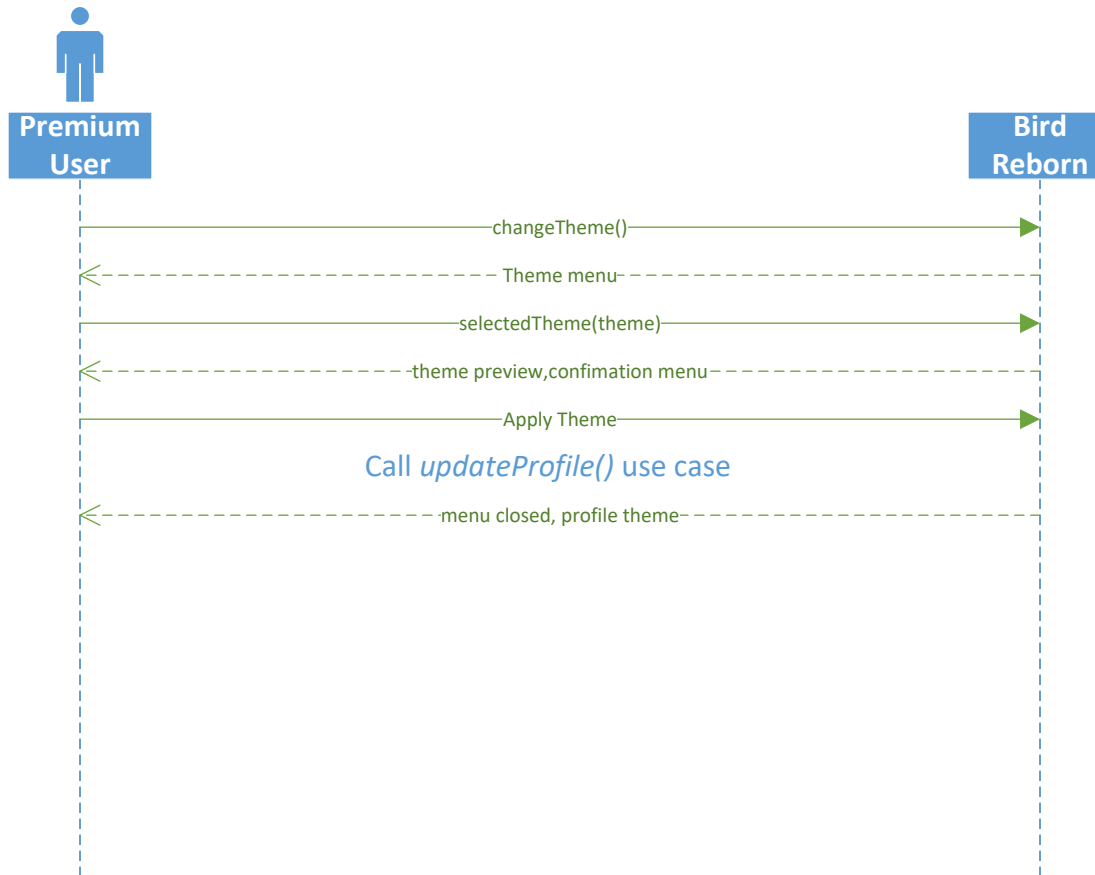 Premium
User
Bird
Reborn
changeTheme()
Theme menu
selectedTheme(theme)
theme preview,confimation menu
Apply Theme
Call updateProfile() use case
menu closed, profile theme